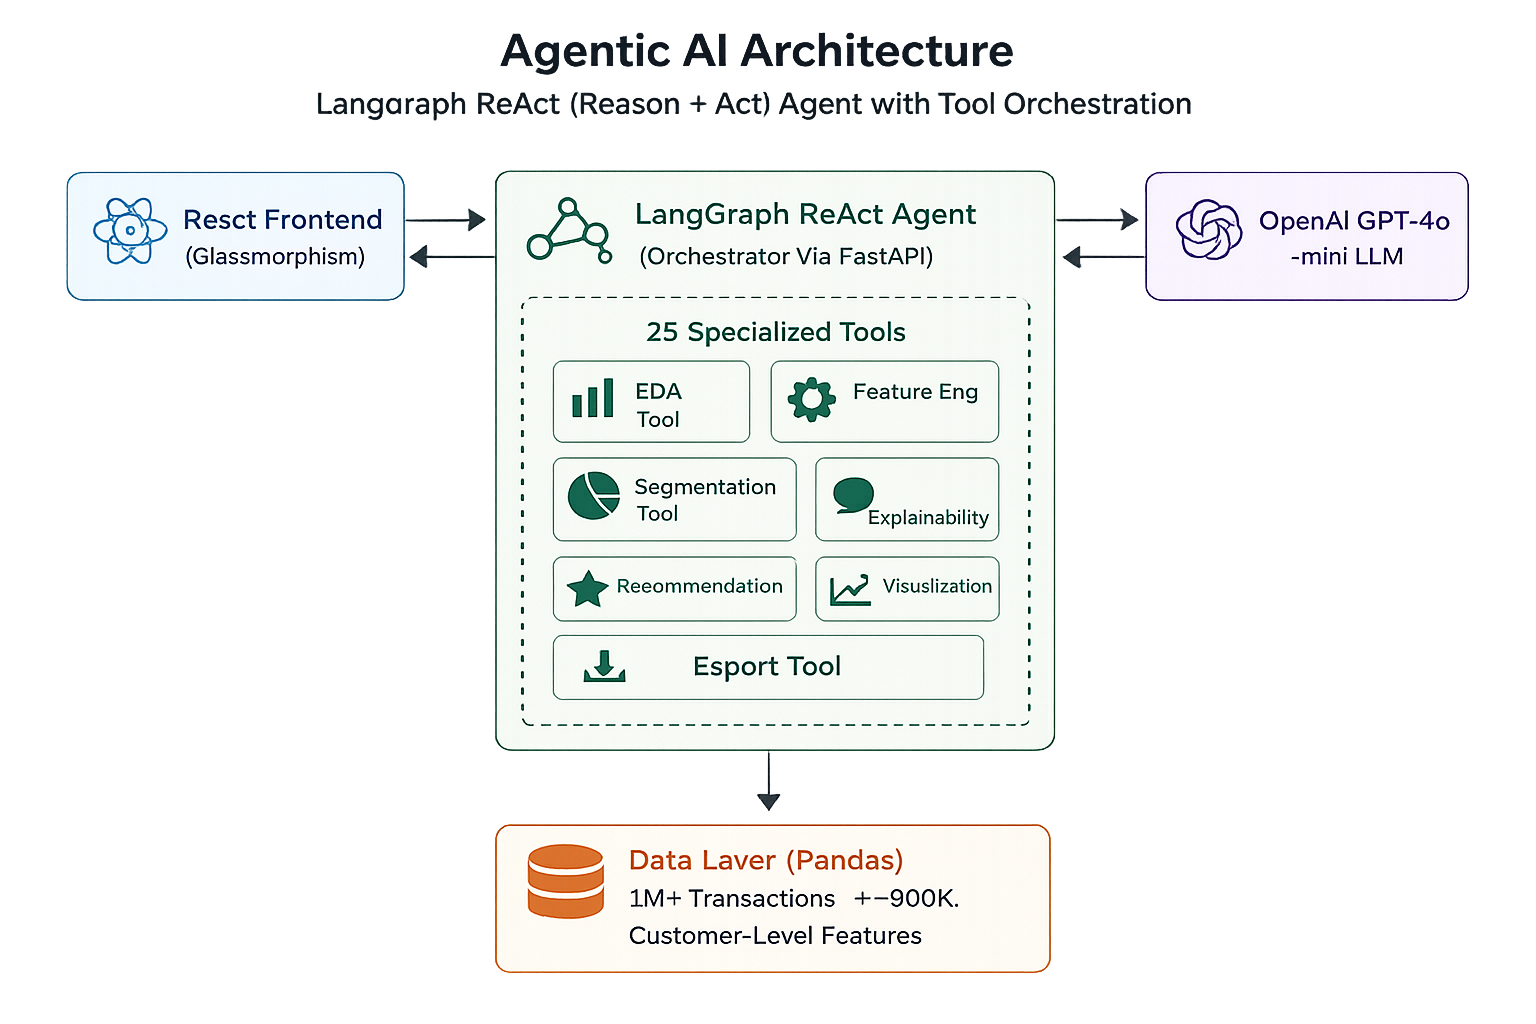 Agentic AI Architecture
Langɑraph ReAct (Reason + Act) Agent with Tool Orchestration
Resct Frontend
(Glassmorphism)
LangGraph ReAct Agent
(Orchestrator Via FastAPI)
OpenAI GPT-4o
-mini LLM
25 Specialized Tools
EDA
Tool
Feature Eng
Segmentation
Tool
Explainability
Reeommendation
Visuslization
Esport Tool
Data Laver (Pandas)
1M+ Transactions +−900K.
Customer-Level Features